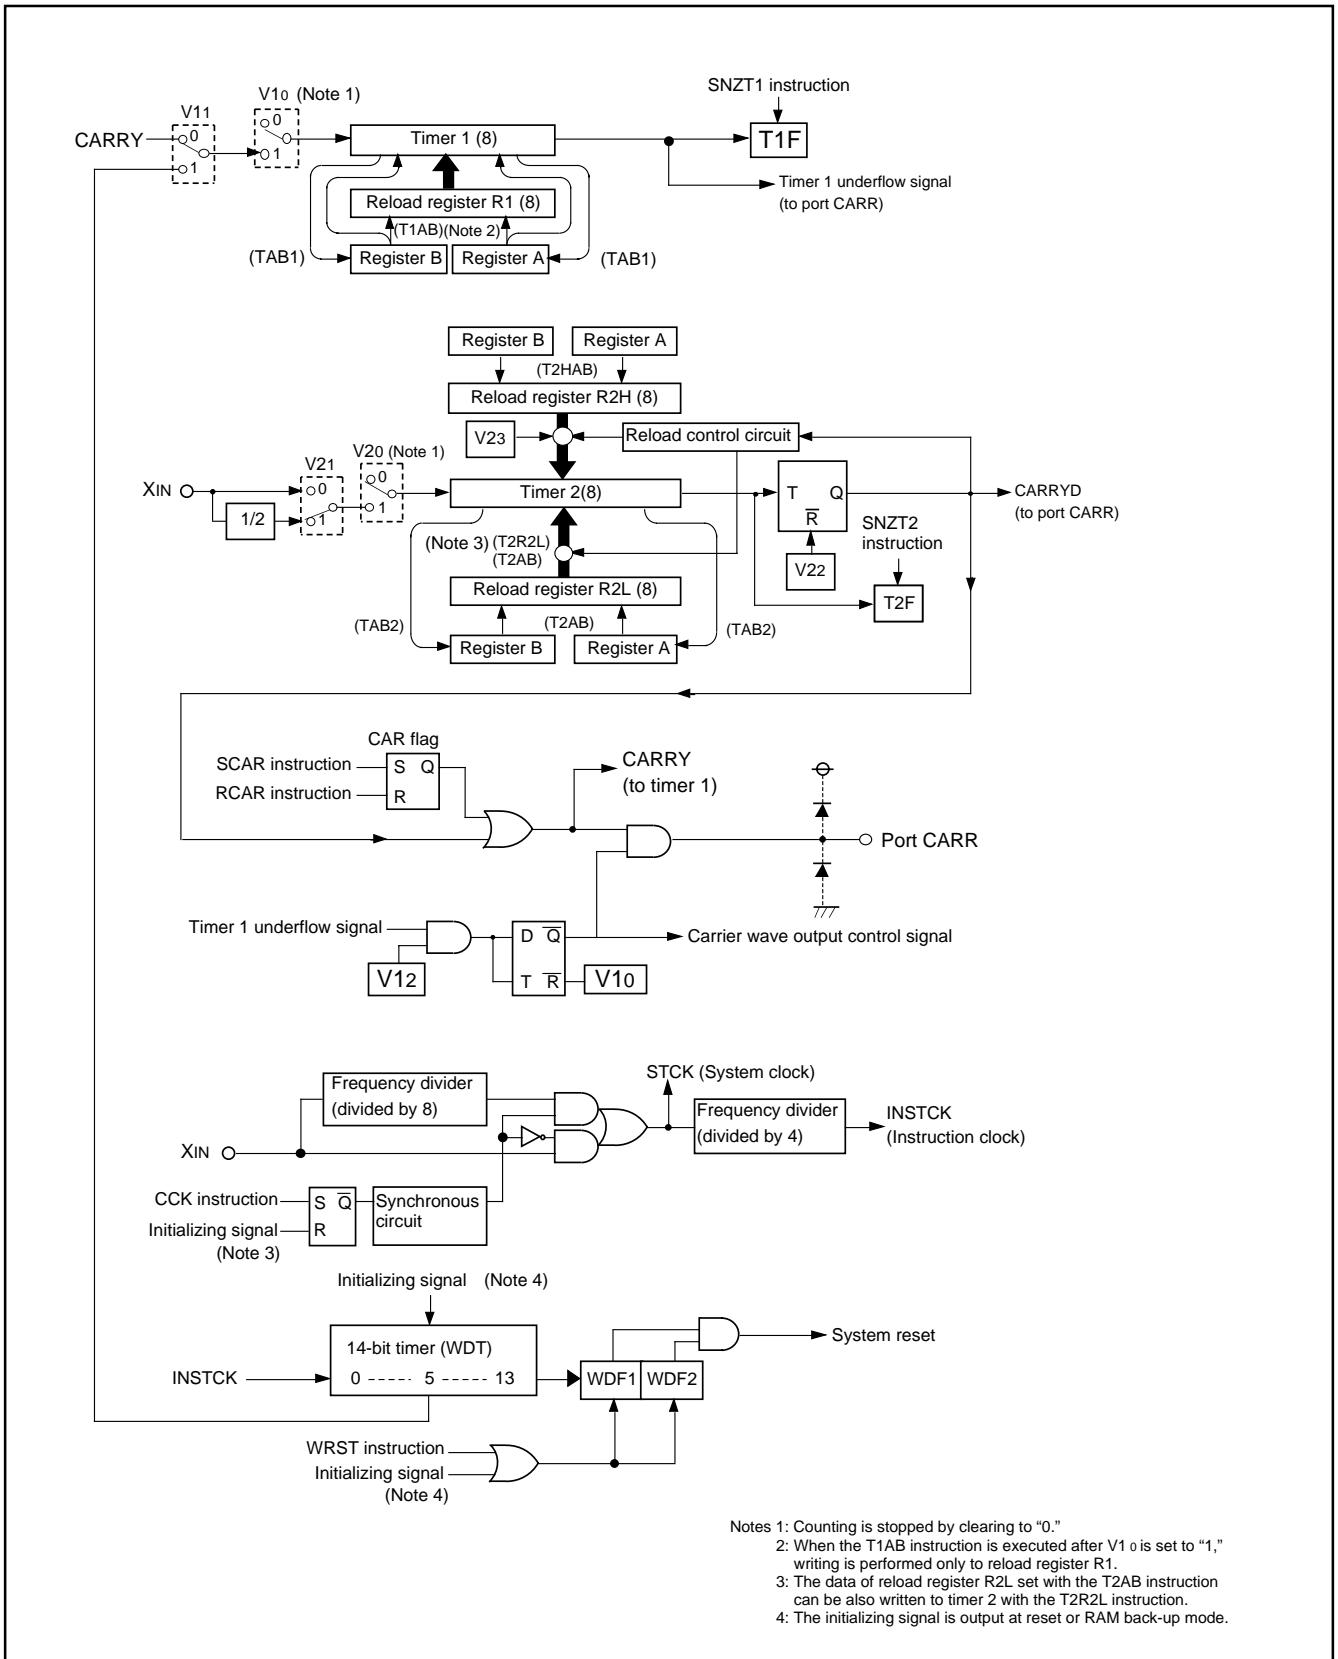 SNZT1 instruction
V10 (Note 1)
V11
0
CARRY
0
1
1
Timer 1 (8)
T1F
Timer 1 underflow signal
(to port CARR)
Reload register R1 (8)
(T1AB)(Note 2)
(TAB1)
Register B
Register A
(TAB1)
Register B
Register A
(T2HAB)
Reload register R2H (8)
V23
Reload control circuit
V20 (Note 1)
V21
0
XIN
0
1
1/2
1
Timer 2(8)
T Q
R
CARRYD
(to port CARR)
SNZT2
instruction
V22
(Note 3) (T2R2L)
(T2AB)
Reload register R2L (8)
T2F
(TAB2)
(T2AB)
(TAB2)
Register B
Register A
CAR flag
SCAR instruction
S Q
RCAR instruction
R
CARRY
(to timer 1)
Port CARR
Timer 1 underflow signal
D Q
Carrier wave output control signal
V12
T R
V10
STCK (System clock)
Frequency divider
(divided by 8)
Frequency divider
(divided by 4)
INSTCK
(Instruction clock)
XIN
CCK instruction
S Q
Synchronous
circuit
Initializing signal
R
(Note 3)
Initializing signal (Note 4)
14-bit timer (WDT)
System reset
INSTCK
0 ----- 5 ----- 13
WDF1
WDF2
WRST instruction
Initializing signal
(Note 4)
Notes 1: Counting is stopped by clearing to “0.”
2: When the T1AB instruction is executed after V1 0 is set to “1,”
writing is performed only to reload register R1.
3: The data of reload register R2L set with the T2AB instruction
can be also written to timer 2 with the T2R2L instruction.
4: The initializing signal is output at reset or RAM back-up mode.